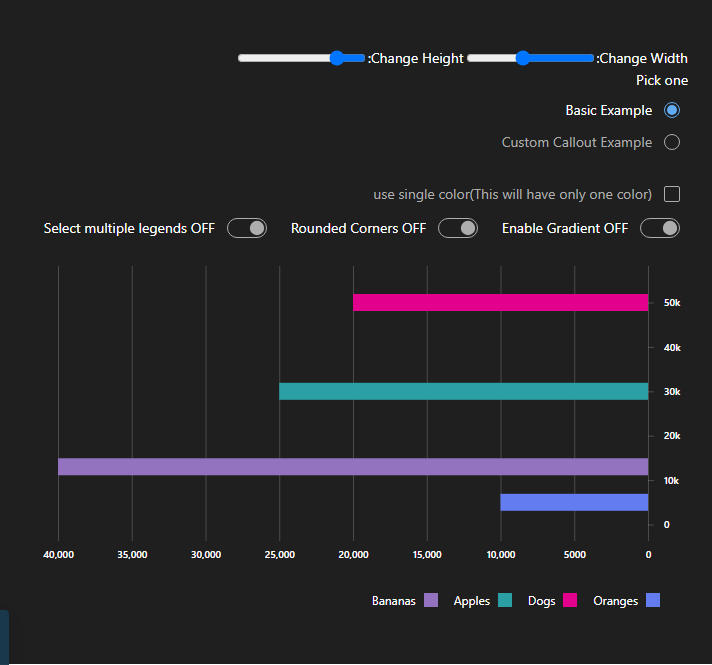 :Change Height :Change Width
Pick one
Basic Example
Custom Callout Example
use single color(This will have only one color)
Select multiple legends OFF Rounded Corners OFF Enable Gradient OFF
50k
40k
30k
20k
10k
0
40,000 35,000 30,000 25,000 20,000 15,000 10,000 5000 0
Bananas Apples Dogs Oranges